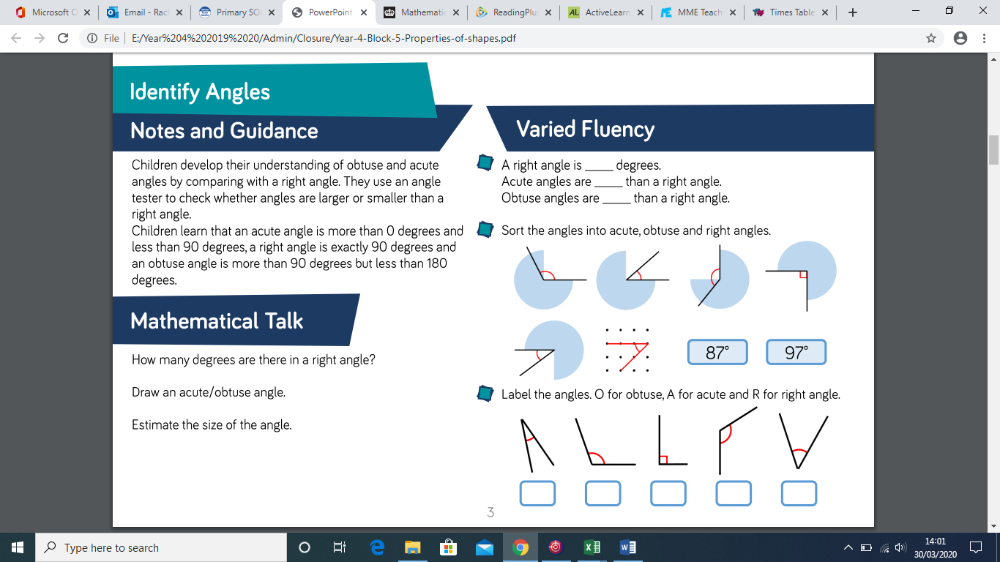 Microsoft O
Email - Rac
Primary SO
PowerPoint
Mathematic
ReadingPlu
ActiveLearn
MME Teach
Times Table
File | E:/Year%204%202019%2020/Admin/Closure/Year-4-Block-5-Properties-of-shapes.pdf
Identify Angles
Notes and Guidance
Children develop their understanding of obtuse and acute
angles by comparing with a right angle. They use an angle
tester to check whether angles are larger or smaller than a
right angle.
Children learn that an acute angle is more than 0 degrees and
less than 90 degrees, a right angle is exactly 90 degrees and
an obtuse angle is more than 90 degrees but less than 180
degrees.
Mathematical Talk
How many degrees are there in a right angle?
Draw an acute/obtuse angle.
Estimate the size of the angle.
Varied Fluency
A right angle is _____ degrees.
Acute angles are _____ than a right angle.
Obtuse angles are _____ than a right angle.
Sort the angles into acute, obtuse and right angles.
87°
97°
Label the angles. O for obtuse, A for acute and R for right angle.
3
Type here to search
14:01
30/03/2020